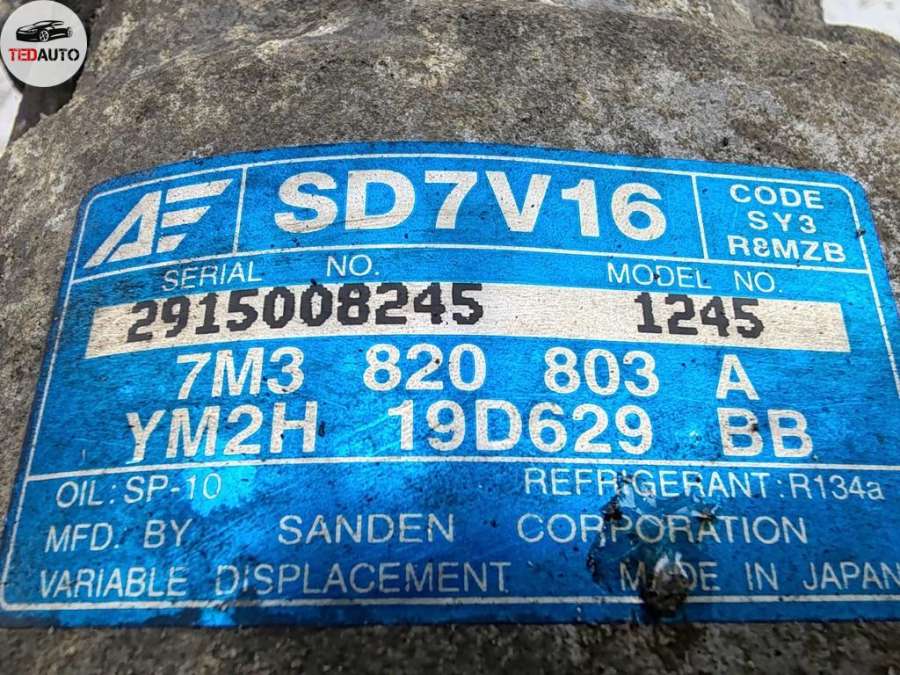 TEDAUTO
AE
SD7V16
CODE
SY3
R&MZB
SERIAL NO.
MODEL NO.
2915008245
1245
7M3 820 803 A
YM2H 19D629 BB
OIL: SP-10
REFRIGERANT: R134a
MFD. BY SANDEN CORPORATION
VARIABLE DISPLACEMENT
MADE IN JAPAN